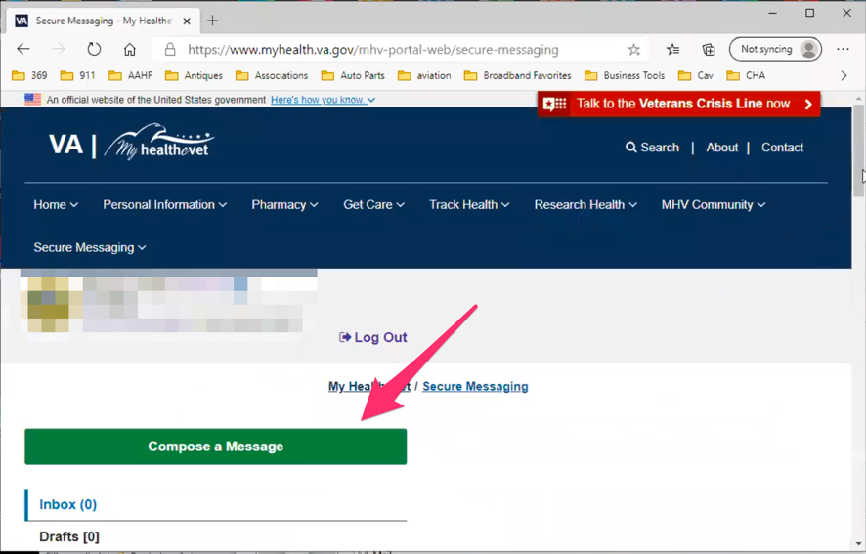 VA Secure Messaging - My Healthe
https://www.myhealth.va.gov/mhv-portal-web/secure-messaging
Not syncing
369 911 AAHF Antiques Assocations Auto Parts aviation Broadband Favorites Business Tools Cav CHA
An official website of the United States government Here's how you know.
Talk to the Veterans Crisis Line now
VA | My healthevet
Search | About | Contact
Home Personal Information Pharmacy Get Care Track Health Research Health MHV Community
Secure Messaging
Log Out
My Heal et / Secure Messaging
Compose a Message
Inbox (0)
Drafts [0]